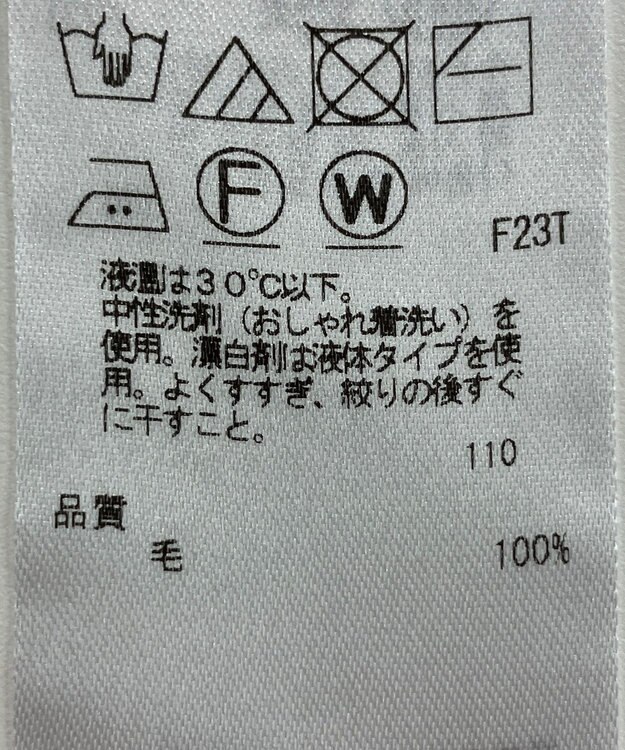 F
W
F23T
液温は30℃以下。
中性洗剤（おしゃれ着洗い）を
使用。漂白剤は液体タイプを使
用。よくすすぎ、絞りの後すぐ
に干すこと。
110
品質
毛 100%